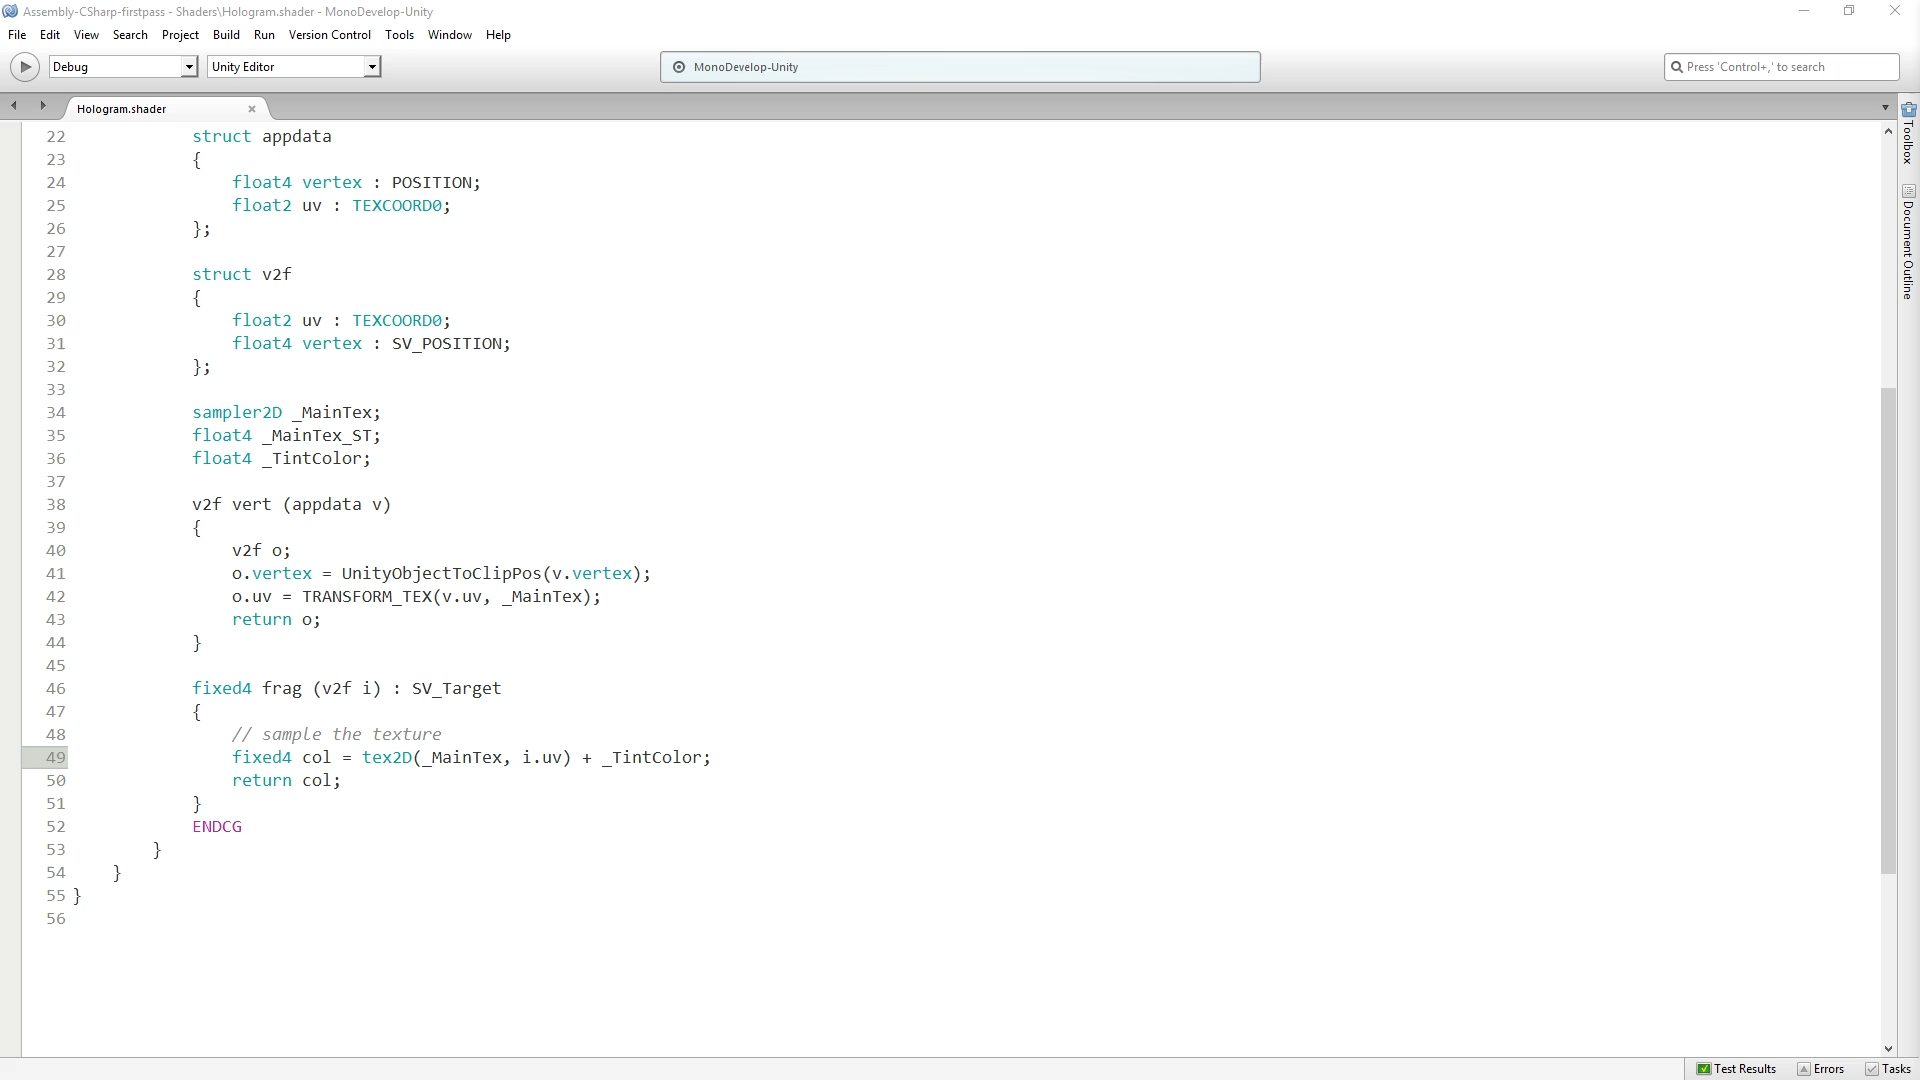 Assembly-CSharp-firstpass - Shaders\Hologram.shader - MonoDevelop-Unity
File Edit View Search Project Build Run Version Control Tools Window Help
Debug Unity Editor MonoDevelop-Unity Press 'Control+,' to search
Hologram.shader
Toolbox
Document Outline
22 struct appdata
23 {
24 float4 vertex : POSITION;
25 float2 uv : TEXCOORD0;
26 };
27
28 struct v2f
29 {
30 float2 uv : TEXCOORD0;
31 float4 vertex : SV_POSITION;
32 };
33
34 sampler2D _MainTex;
35 float4 _MainTex_ST;
36 float4 _TintColor;
37
38 v2f vert (appdata v)
39 {
40 v2f o;
41 o.vertex = UnityObjectToClipPos(v.vertex);
42 o.uv = TRANSFORM_TEX(v.uv, _MainTex);
43 return o;
44 }
45
46 fixed4 frag (v2f i) : SV_Target
47 {
48 // sample the texture
49 fixed4 col = tex2D(_MainTex, i.uv) + _TintColor;
50 return col;
51 }
52 ENDCG
53 }
54 }
55 }
56
Test Results Errors Tasks